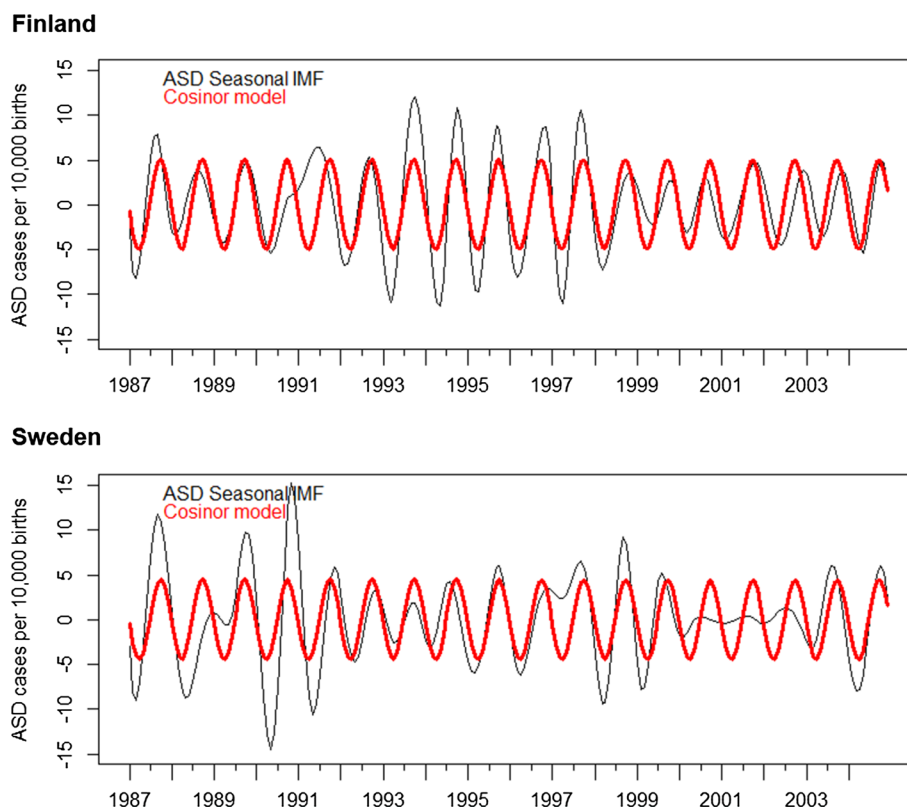 Finland
ASD cases per 10,000 births
15
10
5
0
-5
-10
-15
ASD Seasonal IMF
Cosinor model
1987 1989 1991 1993 1995 1997 1999 2001 2003
Sweden
ASD cases per 10,000 births
15
10
5
0
-5
-10
-15
ASD Seasonal IMF
Cosinor model
1987 1989 1991 1993 1995 1997 1999 2001 2003